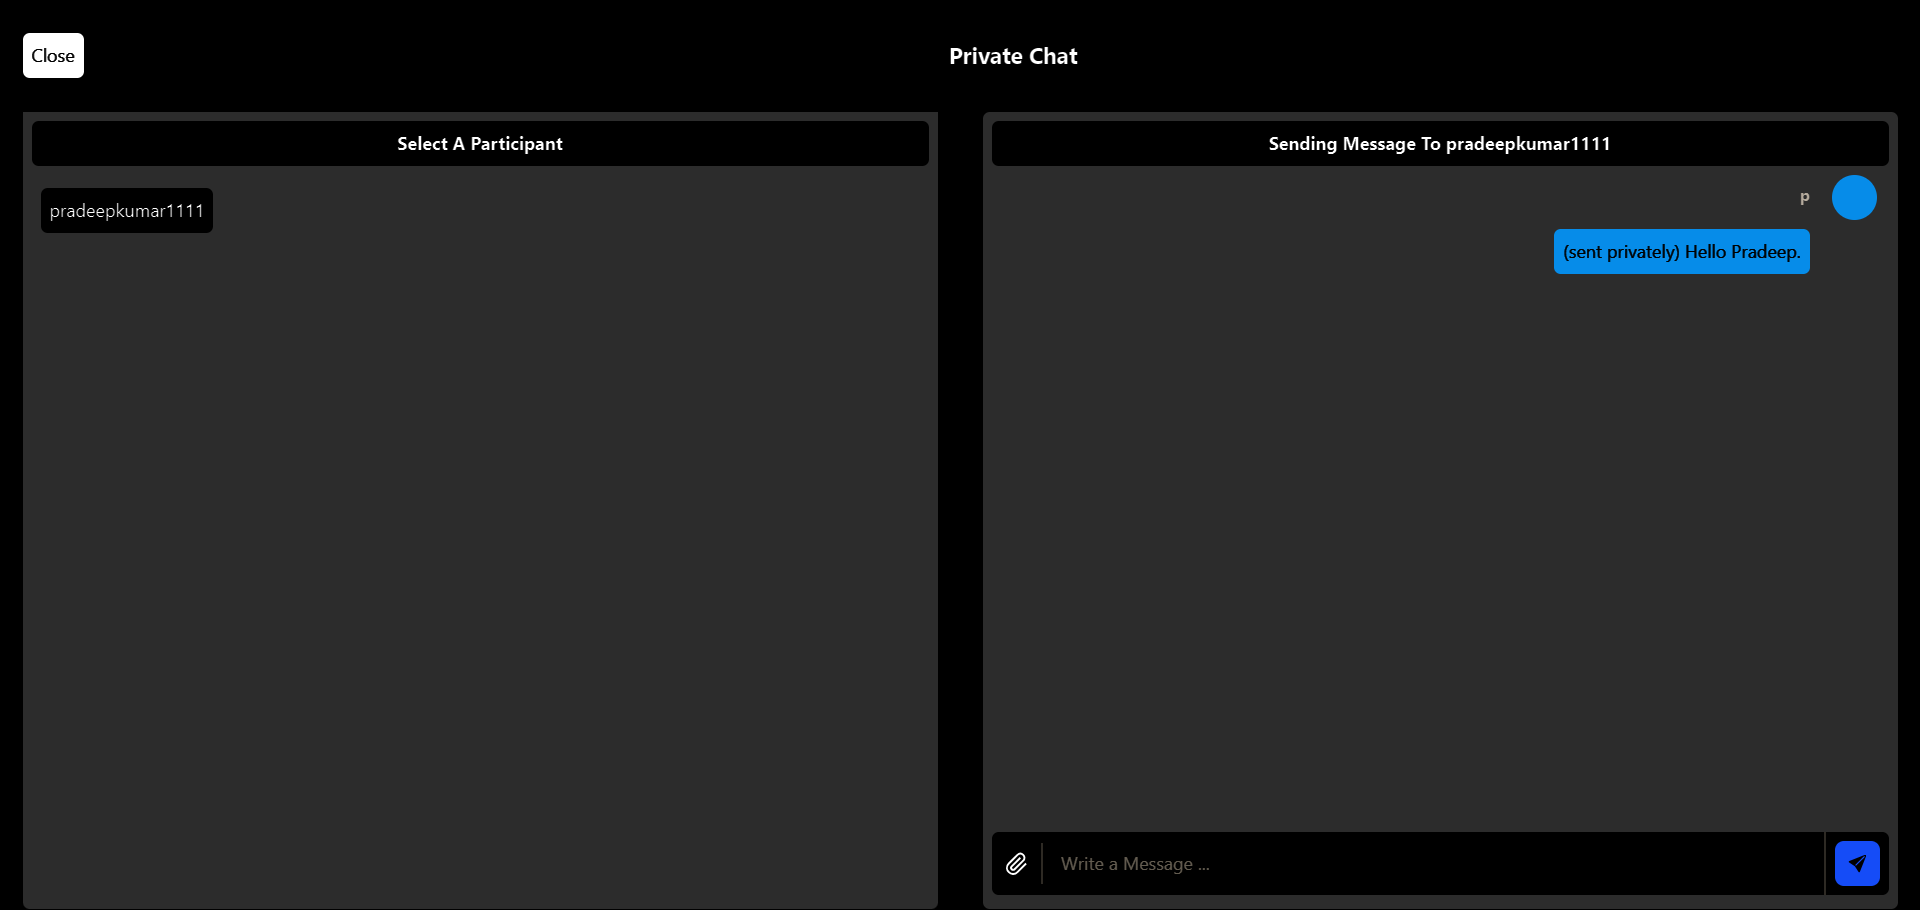 Close
Private Chat
Select A Participant
pradeepkumar1111
Sending Message To pradeepkumar1111
p
(sent privately) Hello Pradeep.
Write a Message ...